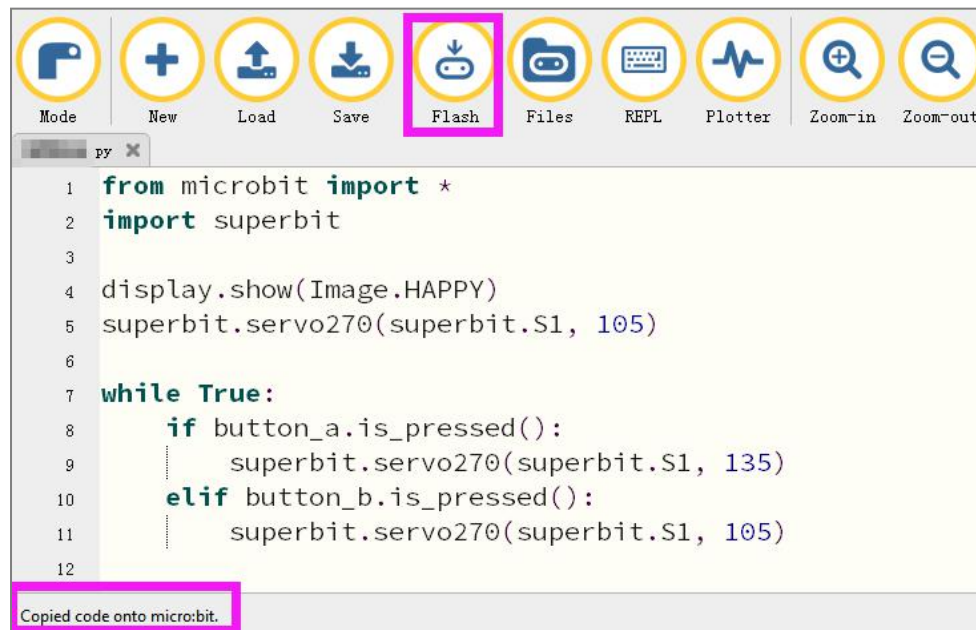 Mode New Load Save Flash Files REPL Plotter Zoom-in Zoom-out
py ×
1 from microbit import *
2 import superbit
3
4 display.show(Image.HAPPY)
5 superbit.servo270(superbit.S1, 105)
6
7 while True:
8     if button_a.is_pressed():
9         superbit.servo270(superbit.S1, 135)
10     elif button_b.is_pressed():
11         superbit.servo270(superbit.S1, 105)
12
Copied code onto micro:bit.